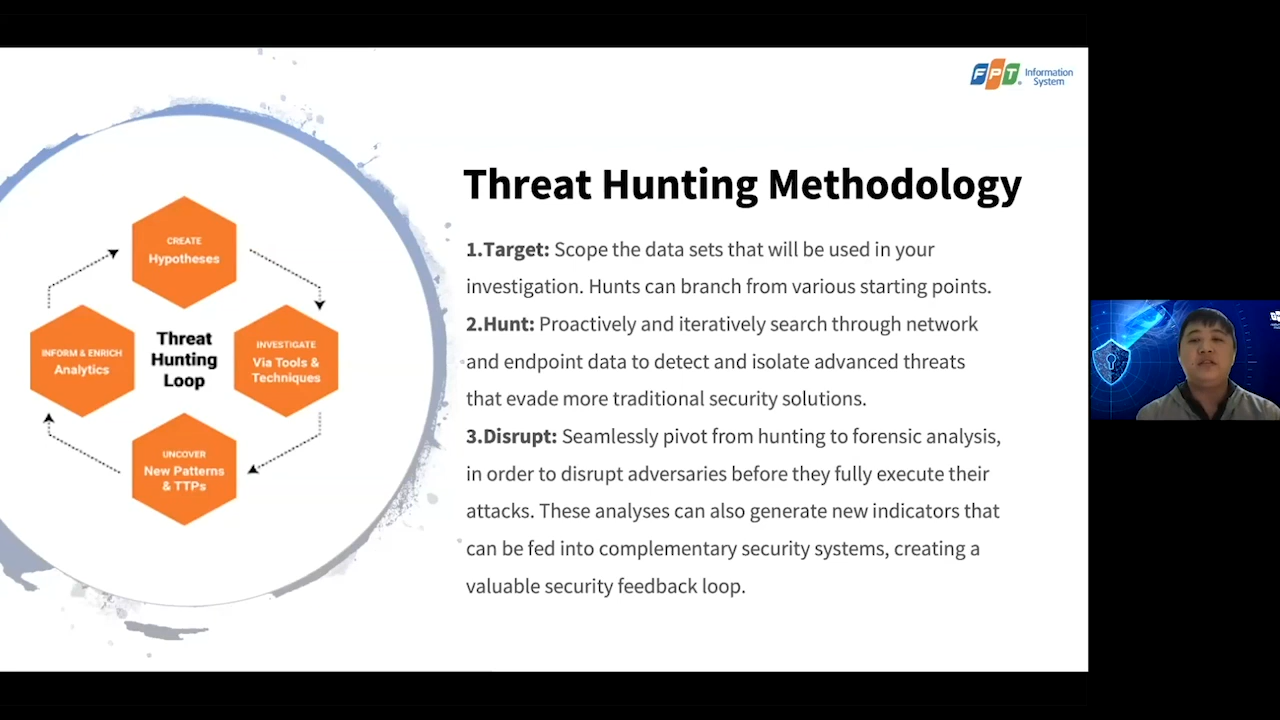 FPT Information
System
Threat Hunting Methodology
1.Target: Scope the data sets that will be used in your
investigation. Hunts can branch from various starting points.
2.Hunt: Proactively and iteratively search through network
and endpoint data to detect and isolate advanced threats
that evade more traditional security solutions.
3.Disrupt: Seamlessly pivot from hunting to forensic analysis,
in order to disrupt adversaries before they fully execute their
attacks. These analyses can also generate new indicators that
can be fed into complementary security systems, creating a
valuable security feedback loop.
CREATE
Hypotheses
INVESTIGATE
Via Tools &
Techniques
UNCOVER
New Patterns
& TTPs
INFORM & ENRICH
Analytics
Threat
Hunting
Loop